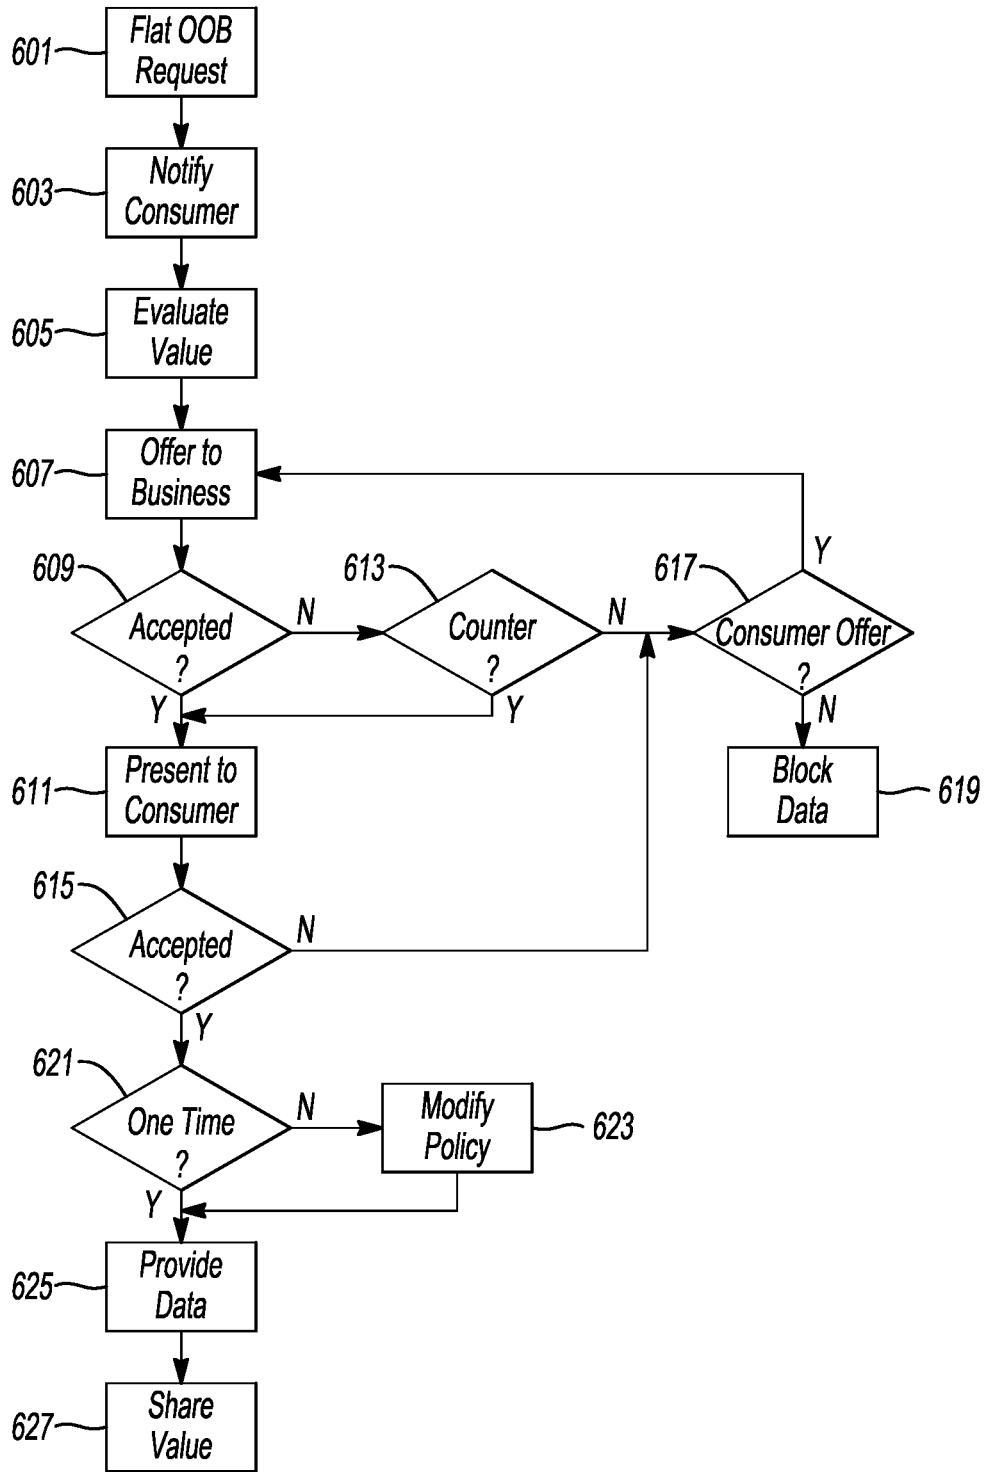 Flat OOB
Request
601
Notify
Consumer
603
Evaluate
Value
605
Offer to
Business
607
609
Accepted
?
N
Y
613
Counter
?
N
Y
617
Consumer Offer
?
Y
N
Present to
Consumer
611
Block
Data
619
615
Accepted
?
N
Y
621
One Time
?
N
Y
Modify
Policy
623
Provide
Data
625
Share
Value
627